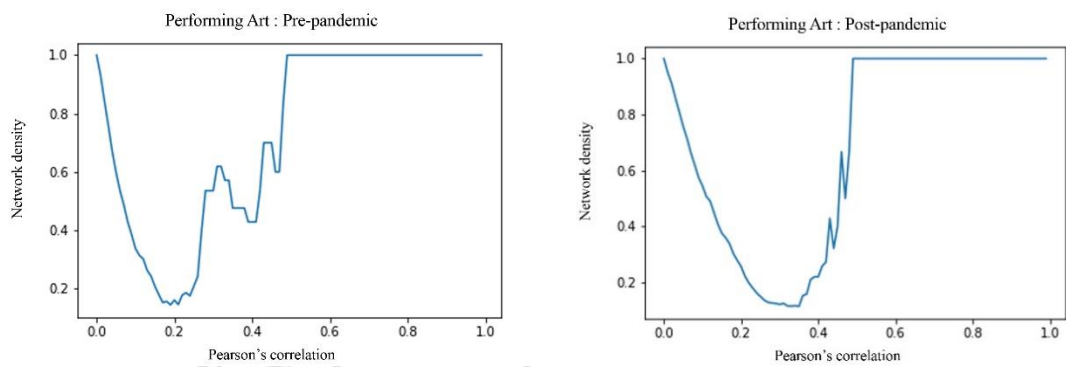 Performing Art : Pre-pandemic
1.0
0.8
0.6
0.4
0.2
Network density
0.0 0.2 0.4 0.6 0.8 1.0
Pearson's correlation
Performing Art : Post-pandemic
1.0
0.8
0.6
0.4
0.2
Network density
0.0 0.2 0.4 0.6 0.8 1.0
Pearson's correlation